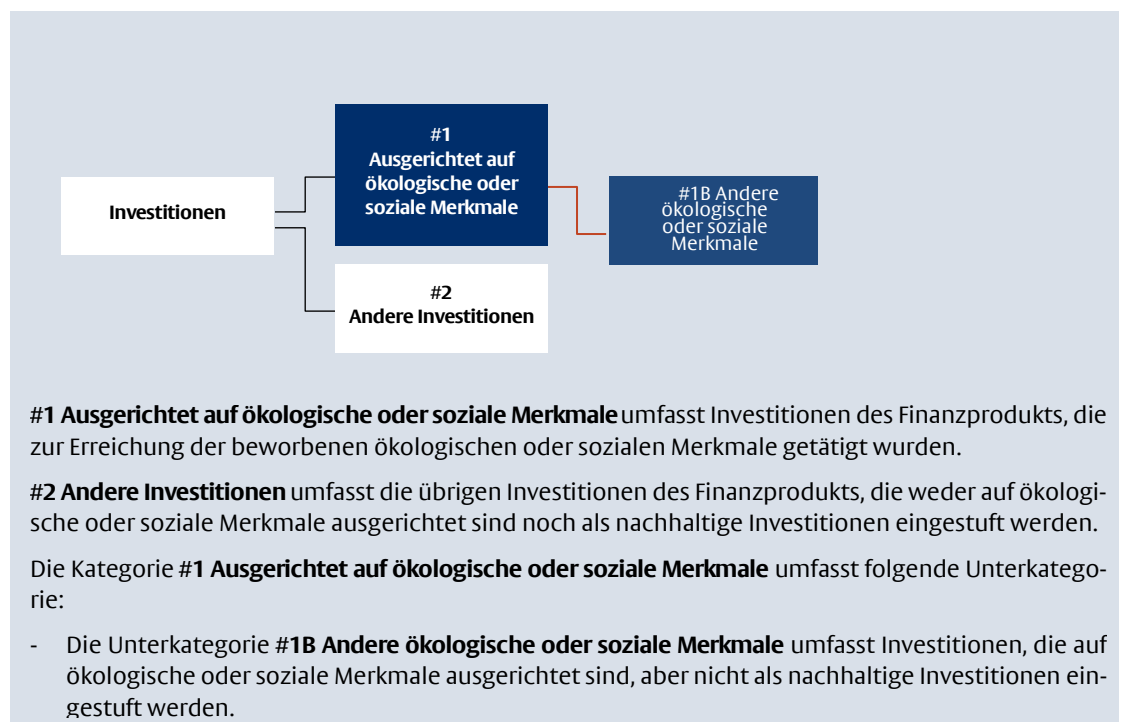 #1
Ausgerichtet auf
ökologische oder
soziale Merkmale
Investitionen
#1B Andere
ökologische
oder soziale
Merkmale
#2
Andere Investitionen
#1 Ausgerichtet auf ökologische oder soziale Merkmale umfasst Investitionen des Finanzprodukts, die
zur Erreichung der beworbenen ökologischen oder sozialen Merkmale getätigt wurden.
#2 Andere Investitionen umfasst die übrigen Investitionen des Finanzprodukts, die weder auf ökologi-
sche oder soziale Merkmale ausgerichtet sind noch als nachhaltige Investitionen eingestuft werden.
Die Kategorie #1 Ausgerichtet auf ökologische oder soziale Merkmale umfasst folgende Unterkatego-
rie:
- Die Unterkategorie #1B Andere ökologische oder soziale Merkmale umfasst Investitionen, die auf
ökologische oder soziale Merkmale ausgerichtet sind, aber nicht als nachhaltige Investitionen ein-
gestuft werden.